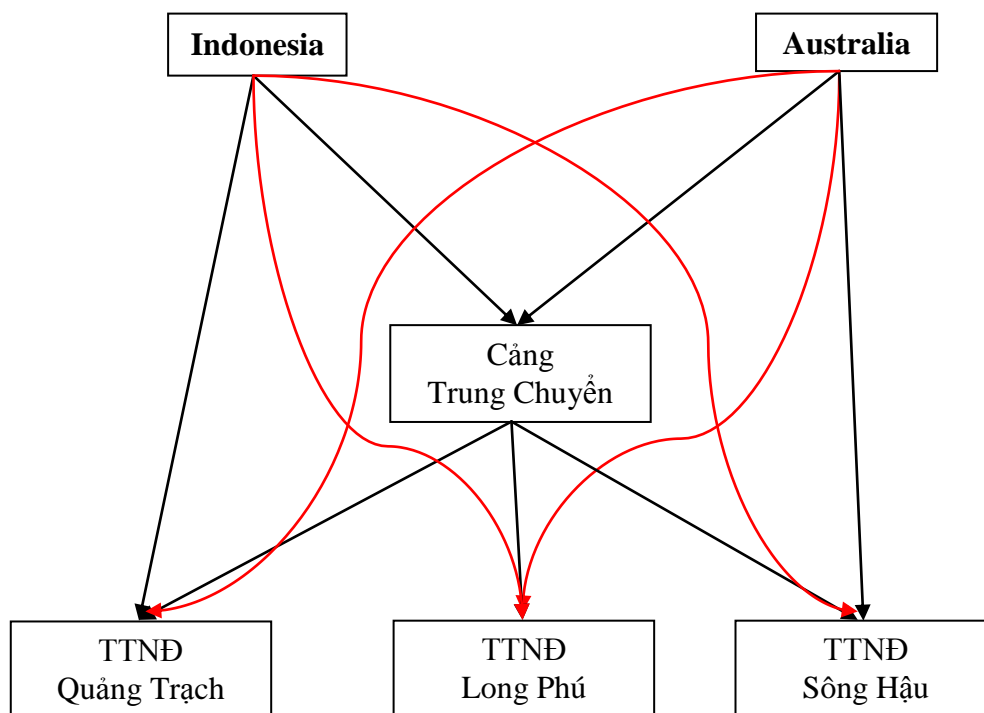 Indonesia
Australia
Cảng
Trung Chuyển
TTNĐ
Quảng Trạch
TTNĐ
Long Phú
TTNĐ
Sông Hậu